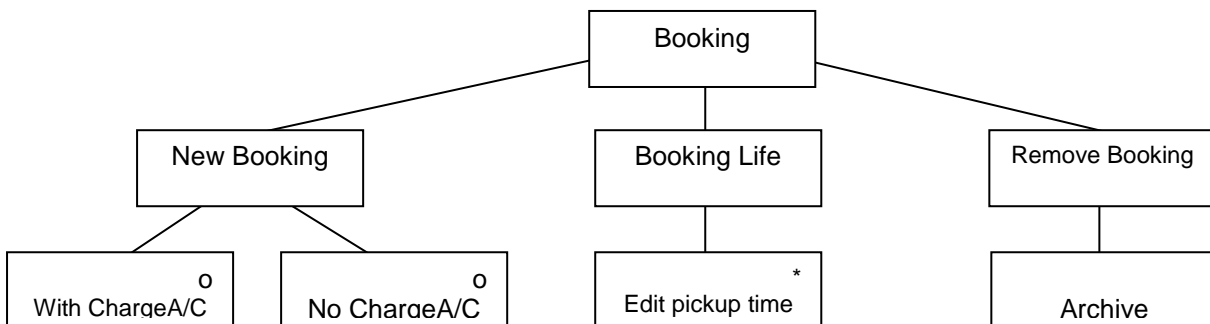 Booking
New Booking
Booking Life
Remove Booking
o
With ChargeA/C
o
No ChargeA/C
*
Edit pickup time
Archive